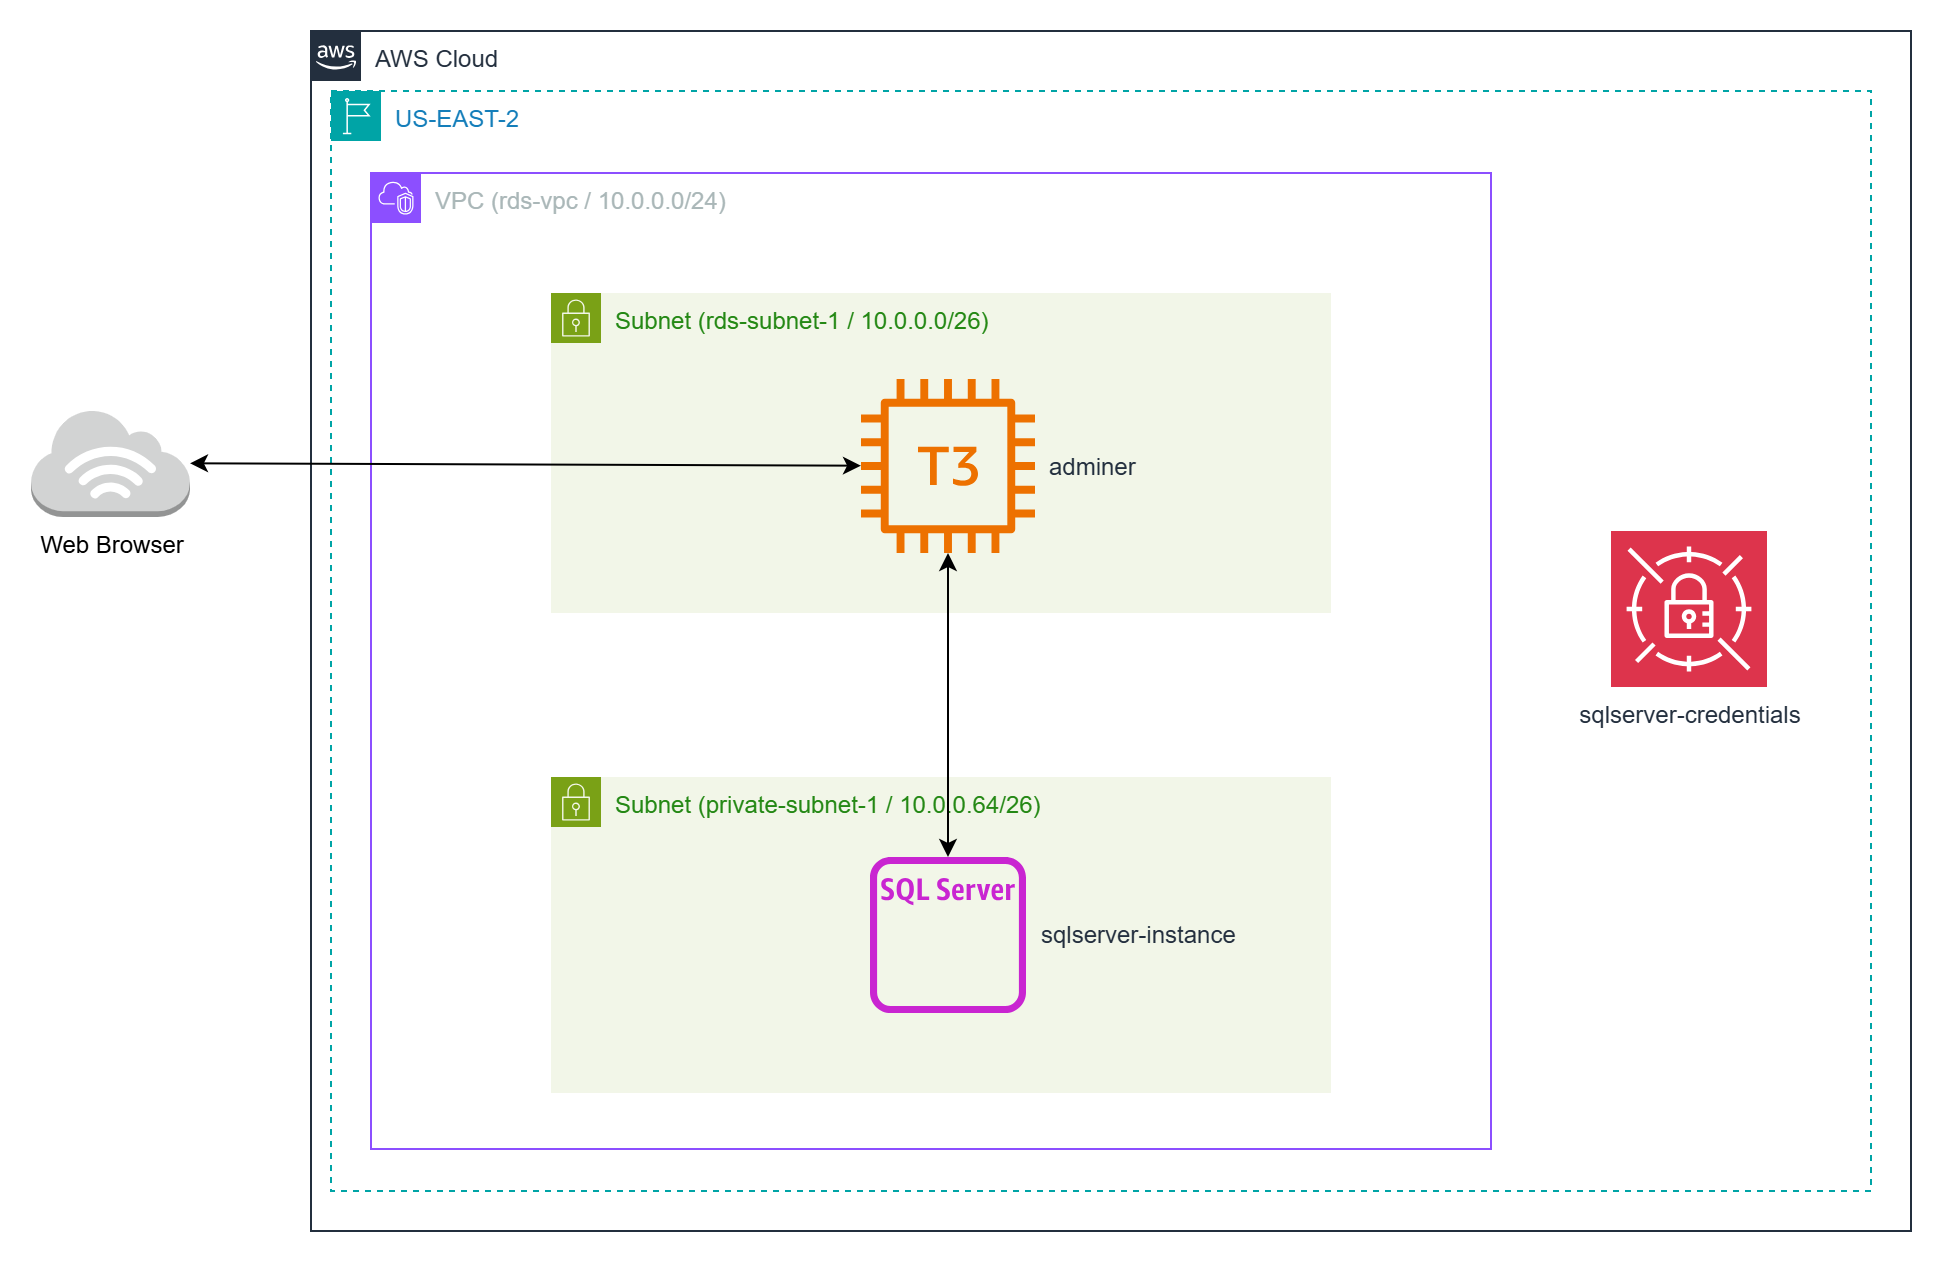 aws
AWS Cloud
US-EAST-2
VPC (rds-vpc / 10.0.0.0/24)
Subnet (rds-subnet-1 / 10.0.0.0/26)
T3
adminer
Web Browser
sqlserver-credentials
Subnet (private-subnet-1 / 10.0.0.64/26)
SQL Server
sqlserver-instance